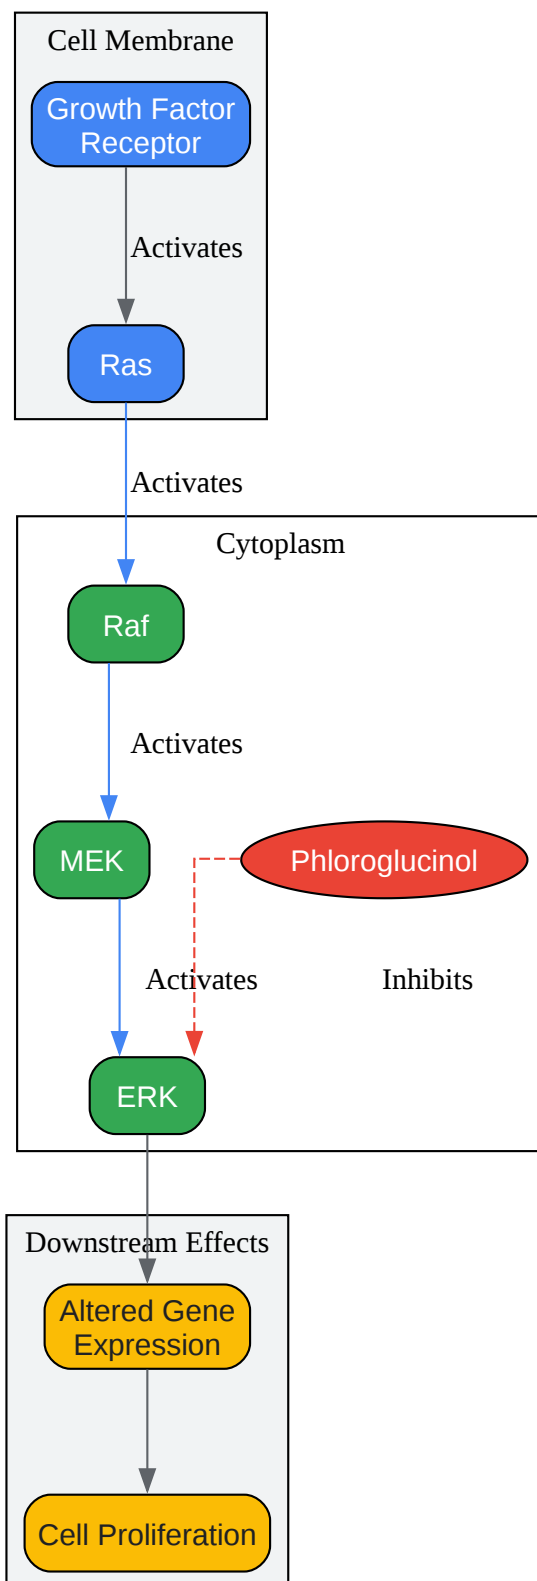 Cell Membrane
Growth Factor
Receptor
Activates
Ras
Activates
Cytoplasm
Raf
Activates
MEK
Phloroglucinol
Activates
Inhibits
ERK
Downstream Effects
Altered Gene
Expression
Cell Proliferation